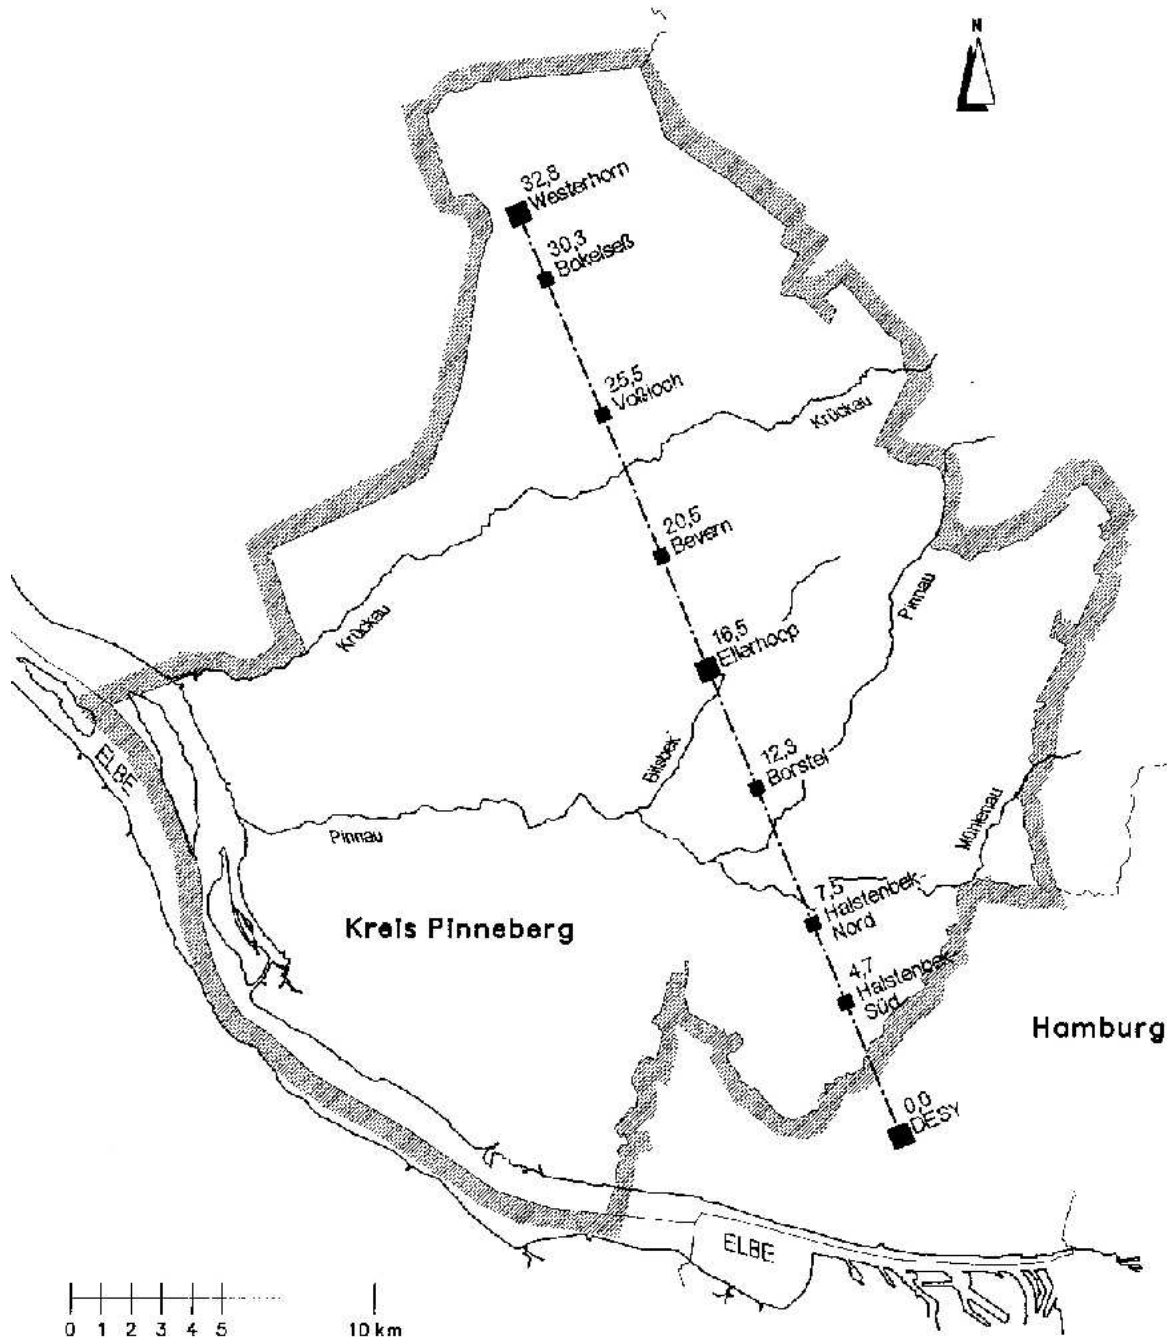 N
32,8
Westerhorn
30,3
Bokelseß
25,5
Voßloch
Krückau
20,5
Bevern
Pinnau
Krückau
16,5
Ellerhoop
ELBE
Bilsbek
12,3
Borstel
Mühlenau
Pinnau
7,5
Halstenbek-
Nord
Kreis Pinneberg
4,7
Halstenbek-
Süd
Hamburg
0,0
DESY
ELBE
0 1 2 3 4 5 10 km